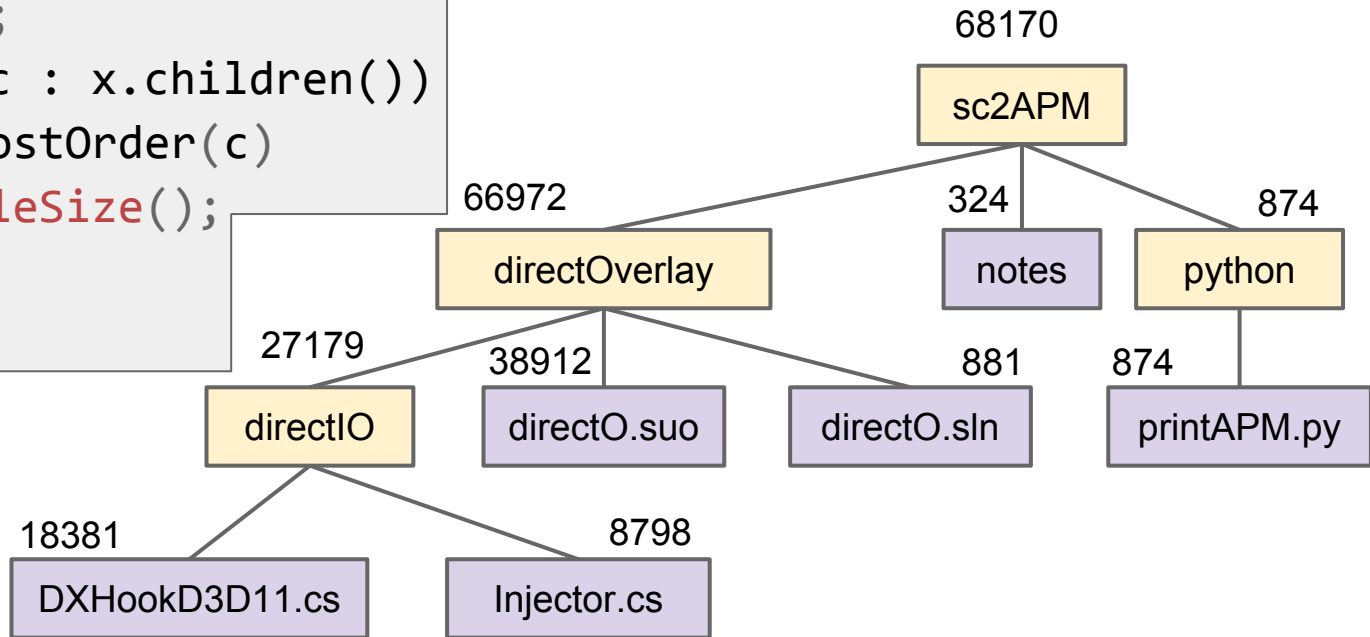 ;
c : x.children())
ostOrder(c)
leSize();
68170
sc2APM
66972
324
874
directOverlay
notes
python
27179
38912
881
874
directIO
directO.suo
directO.sln
printAPM.py
18381
8798
DXHookD3D11.cs
Injector.cs